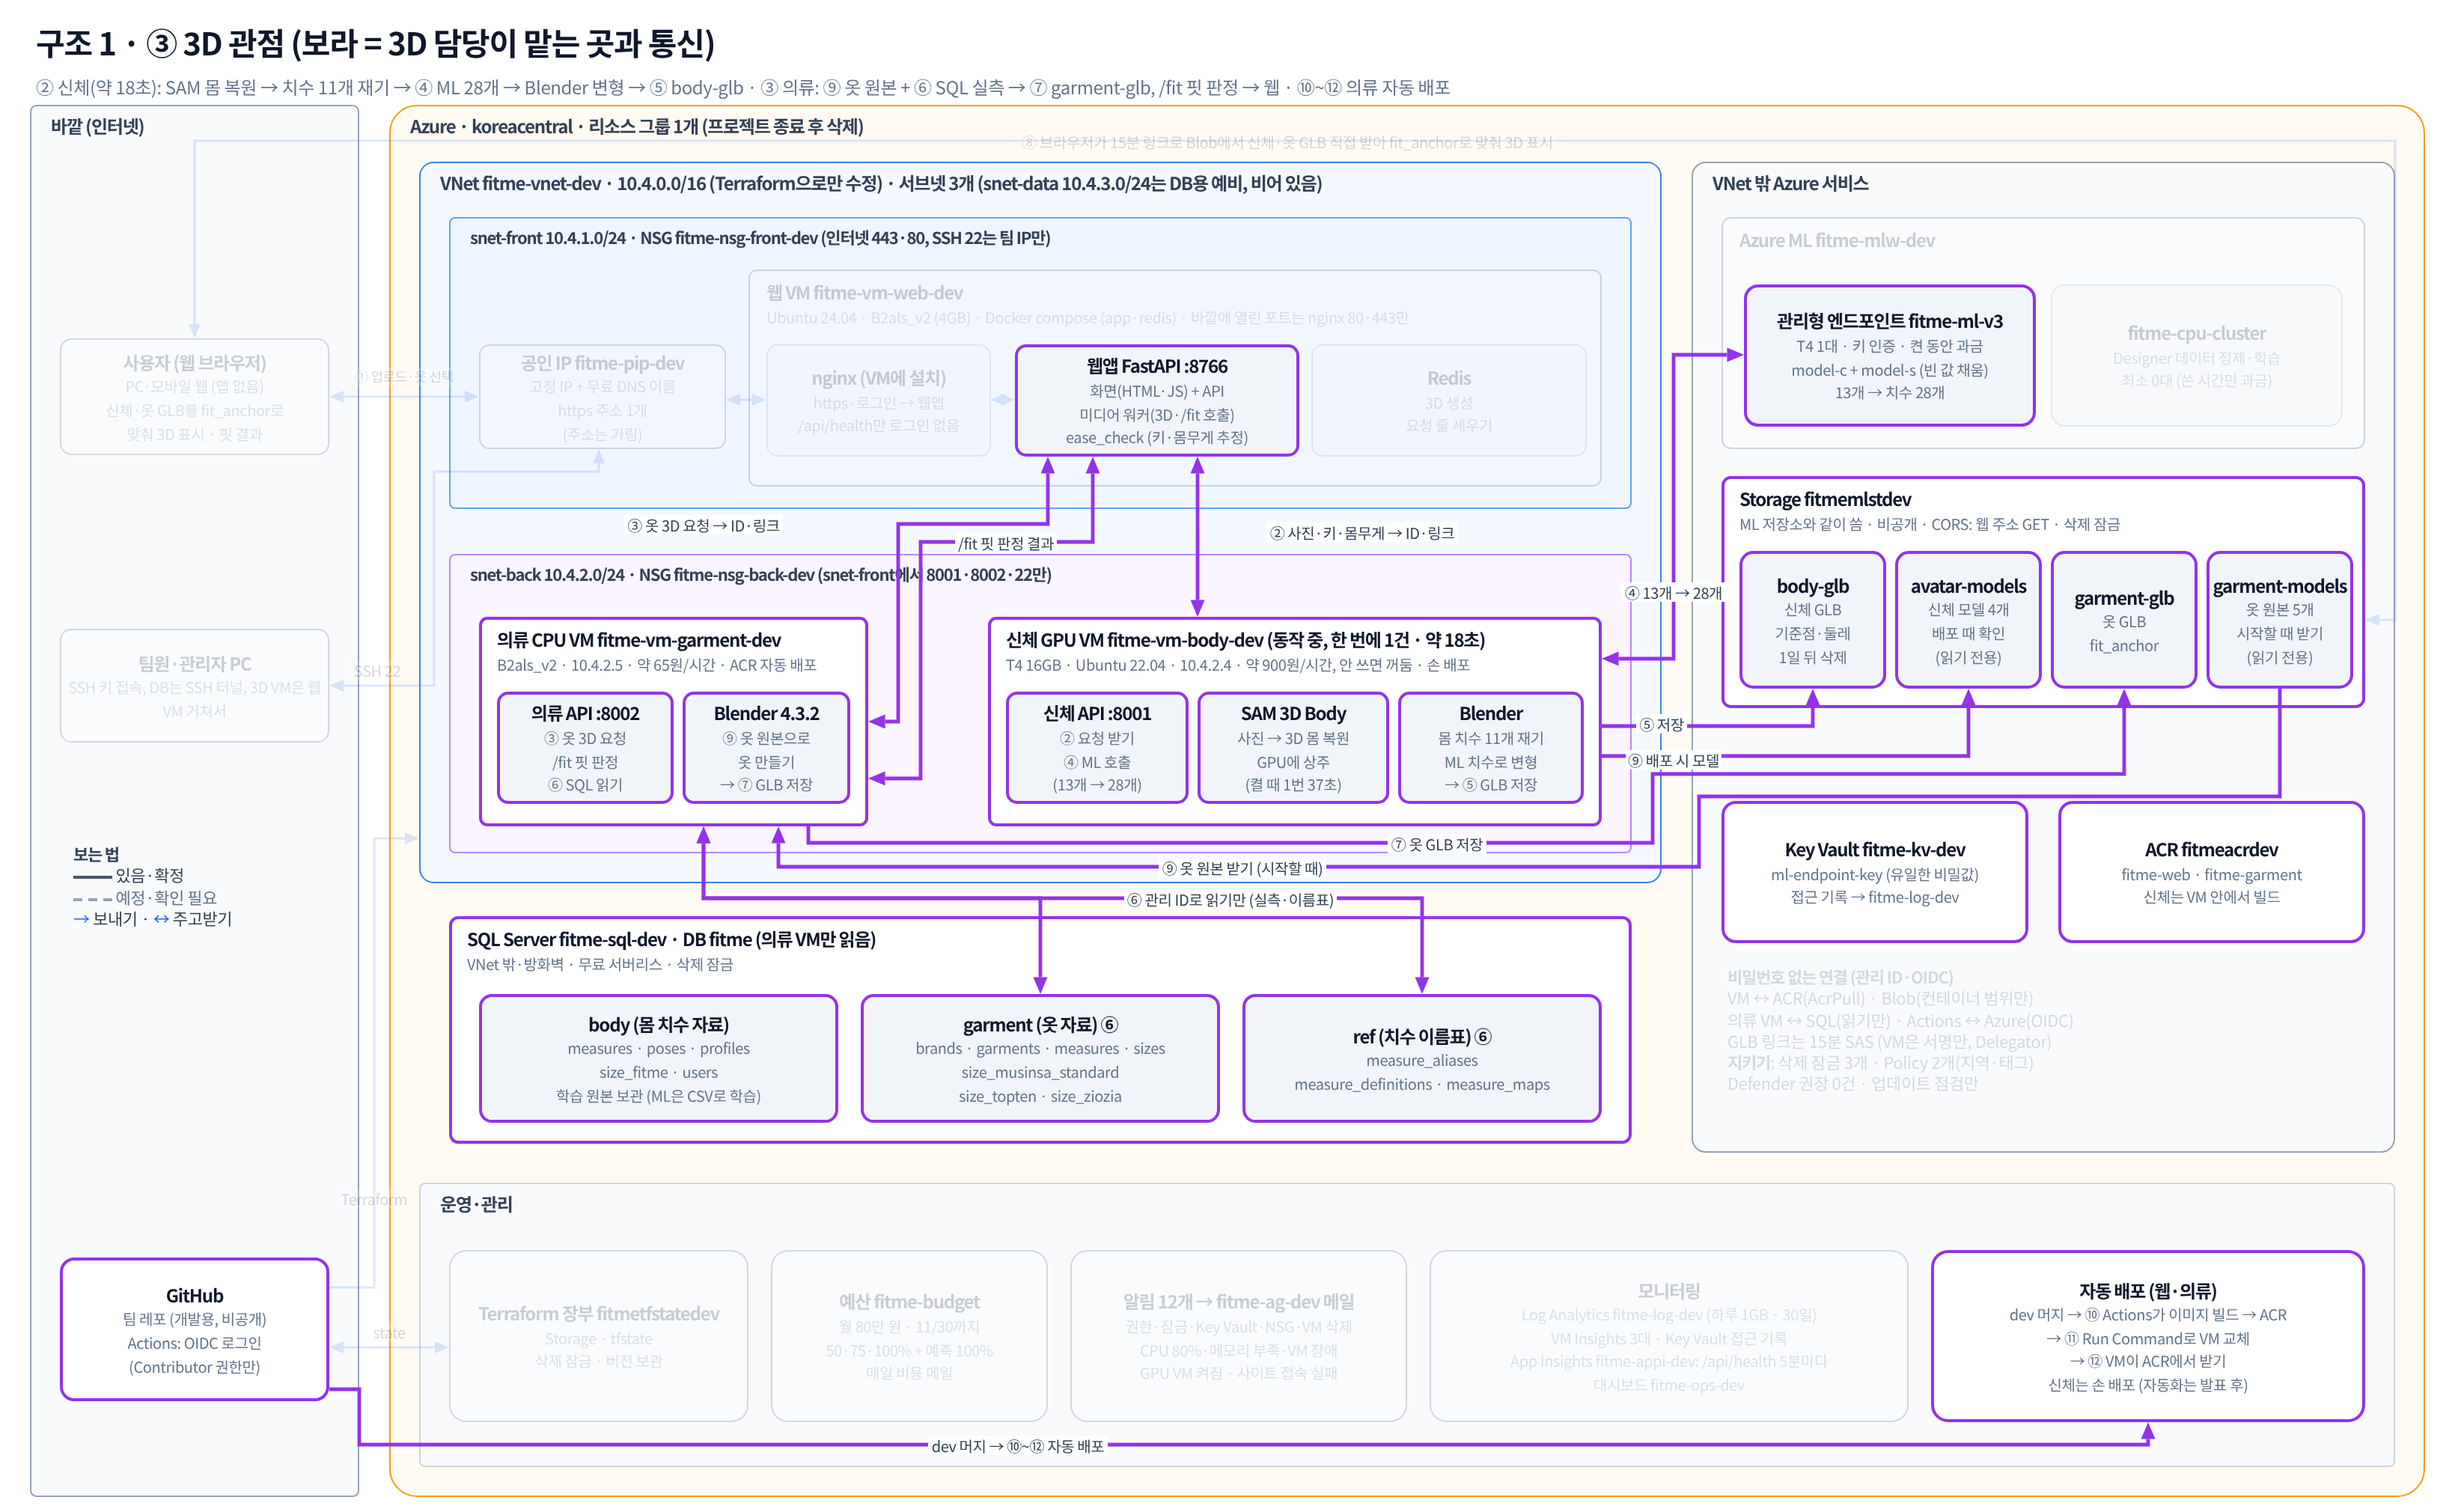 구조 1 · ③ 3D 관점 (보라 = 3D 담당이 맡는 곳과 통신)
② 신체(약 18초): SAM 몸 복원 → 치수 11개 재기 → ④ ML 28개 → Blender 변형 → ⑤ body-glb · ③ 의류: ⑨ 옷 원본 + ⑥ SQL 실측 → ⑦ garment-glb, /fit 핏 판정 → 웹 · ⑩~⑫ 의류 자동 배포
바깥 (인터넷)
Azure · koreacentral · 리소스 그룹 1개 (프로젝트 종료 후 삭제)
⑧ 브라우저가 15분 링크로 Blob에서 신체·옷 GLB 직접 받아 fit_anchor로 맞춰 3D 표시
VNet fitme-vnet-dev · 10.4.0.0/16 (Terraform으로만 수정) · 서브넷 3개 (snet-data 10.4.3.0/24는 DB용 예비, 비어 있음)
VNet 밖 Azure 서비스
snet-front 10.4.1.0/24 · NSG fitme-nsg-front-dev (인터넷 443·80, SSH 22는 팀 IP만)
Azure ML fitme-mlw-dev
웹 VM fitme-vm-web-dev
Ubuntu 24.04 · B2als_v2 (4GB) · Docker compose (app·redis) · 바깥에 열린 포트는 nginx 80·443만
사용자 (웹 브라우저)
PC·모바일 웹 (앱 없음)
신체·옷 GLB를 fit_anchor로
맞춰 3D 표시 · 핏 결과
① 업로드·옷 선택
공인 IP fitme-pip-dev
고정 IP + 무료 DNS 이름
https 주소 1개
(주소는 가림)
nginx (VM에 설치)
https·로그인 → 웹앱
/api/health만 로그인 없음
웹앱 FastAPI :8766
화면(HTML·JS) + API
미디어 워커(3D·/fit 호출)
ease_check (키·몸무게 추정)
Redis
3D 생성
요청 줄 세우기
관리형 엔드포인트 fitme-ml-v3
T4 1대 · 키 인증 · 켠 동안 과금
model-c + model-s (빈 값 채움)
13개 → 치수 28개
fitme-cpu-cluster
Designer 데이터 정제·학습
최소 0대 (쓴 시간만 과금)
Storage fitmemlstdev
ML 저장소와 같이 씀 · 비공개 · CORS: 웹 주소 GET · 삭제 잠금
③ 옷 3D 요청 → ID·링크
/fit 핏 판정 결과
② 사진·키·몸무게 → ID·링크
snet-back 10.4.2.0/24 · NSG fitme-nsg-back-dev (snet-front에서 8001·8002·22만)
④ 13개 → 28개
body-glb
신체 GLB
기준점·둘레
1일 뒤 삭제
avatar-models
신체 모델 4개
배포 때 확인
(읽기 전용)
garment-glb
옷 GLB
fit_anchor
garment-models
옷 원본 5개
시작할 때 받기
(읽기 전용)
팀원·관리자 PC
SSH 키 접속, DB는 SSH 터널, 3D VM은 웹
VM 거쳐서
SSH 22
의류 CPU VM fitme-vm-garment-dev
B2als_v2 · 10.4.2.5 · 약 65원/시간 · ACR 자동 배포
의류 API :8002
③ 옷 3D 요청
/fit 핏 판정
⑥ SQL 읽기
Blender 4.3.2
⑨ 옷 원본으로
옷 만들기
→ ⑦ GLB 저장
신체 GPU VM fitme-vm-body-dev (동작 중, 한 번에 1건 · 약 18초)
T4 16GB · Ubuntu 22.04 · 10.4.2.4 · 약 900원/시간, 안 쓰면 꺼둠 · 손 배포
신체 API :8001
② 요청 받기
④ ML 호출
(13개 → 28개)
SAM 3D Body
사진 → 3D 몸 복원
GPU에 상주
(켤 때 1번 37초)
Blender
몸 치수 11개 재기
ML 치수로 변형
→ ⑤ GLB 저장
⑤ 저장
⑨ 배포 시 모델
⑦ 옷 GLB 저장
⑨ 옷 원본 받기 (시작할 때)
보는 법
있음·확정
예정·확인 필요
→ 보내기 · ↔ 주고받기
⑥ 관리 ID로 읽기만 (실측·이름표)
Key Vault fitme-kv-dev
ml-endpoint-key (유일한 비밀값)
접근 기록 → fitme-log-dev
ACR fitmeacrdev
fitme-web · fitme-garment
신체는 VM 안에서 빌드
SQL Server fitme-sql-dev · DB fitme (의류 VM만 읽음)
VNet 밖·방화벽 · 무료 서버리스 · 삭제 잠금
body (몸 치수 자료)
measures · poses · profiles
size_fitme · users
학습 원본 보관 (ML은 CSV로 학습)
garment (옷 자료) ⑥
brands · garments · measures · sizes
size_musinsa_standard
size_topten · size_ziozia
ref (치수 이름표) ⑥
measure_aliases
measure_definitions · measure_maps
비밀번호 없는 연결 (관리 ID·OIDC)
VM ↔ ACR(AcrPull) · Blob(컨테이너 범위만)
의류 VM ↔ SQL(읽기만) · Actions ↔ Azure(OIDC)
GLB 링크는 15분 SAS (VM은 서명만, Delegator)
지키기: 삭제 잠금 3개 · Policy 2개(지역·태그)
Defender 권장 0건 · 업데이트 점검만
Terraform
운영·관리
GitHub
팀 레포 (개발용, 비공개)
Actions: OIDC 로그인
(Contributor 권한만)
state
Terraform 장부 fitmetfstatedev
Storage · tfstate
삭제 잠금 · 버전 보관
예산 fitme-budget
월 80만 원 · 11/30까지
50·75·100% + 예측 100%
매일 비용 메일
알림 12개 → fitme-ag-dev 메일
권한·잠금·Key Vault·NSG·VM 삭제
CPU 80%·메모리 부족·VM 장애
GPU VM 켜짐 · 사이트 접속 실패
모니터링
Log Analytics fitme-log-dev (하루 1GB · 30일)
VM Insights 3대 · Key Vault 접근 기록
App Insights fitme-appi-dev: /api/health 5분마다
대시보드 fitme-ops-dev
자동 배포 (웹·의류)
dev 머지 → ⑩ Actions가 이미지 빌드 → ACR
→ ⑪ Run Command로 VM 교체
→ ⑫ VM이 ACR에서 받기
신체는 손 배포 (자동화는 발표 후)
dev 머지 → ⑩~⑫ 자동 배포